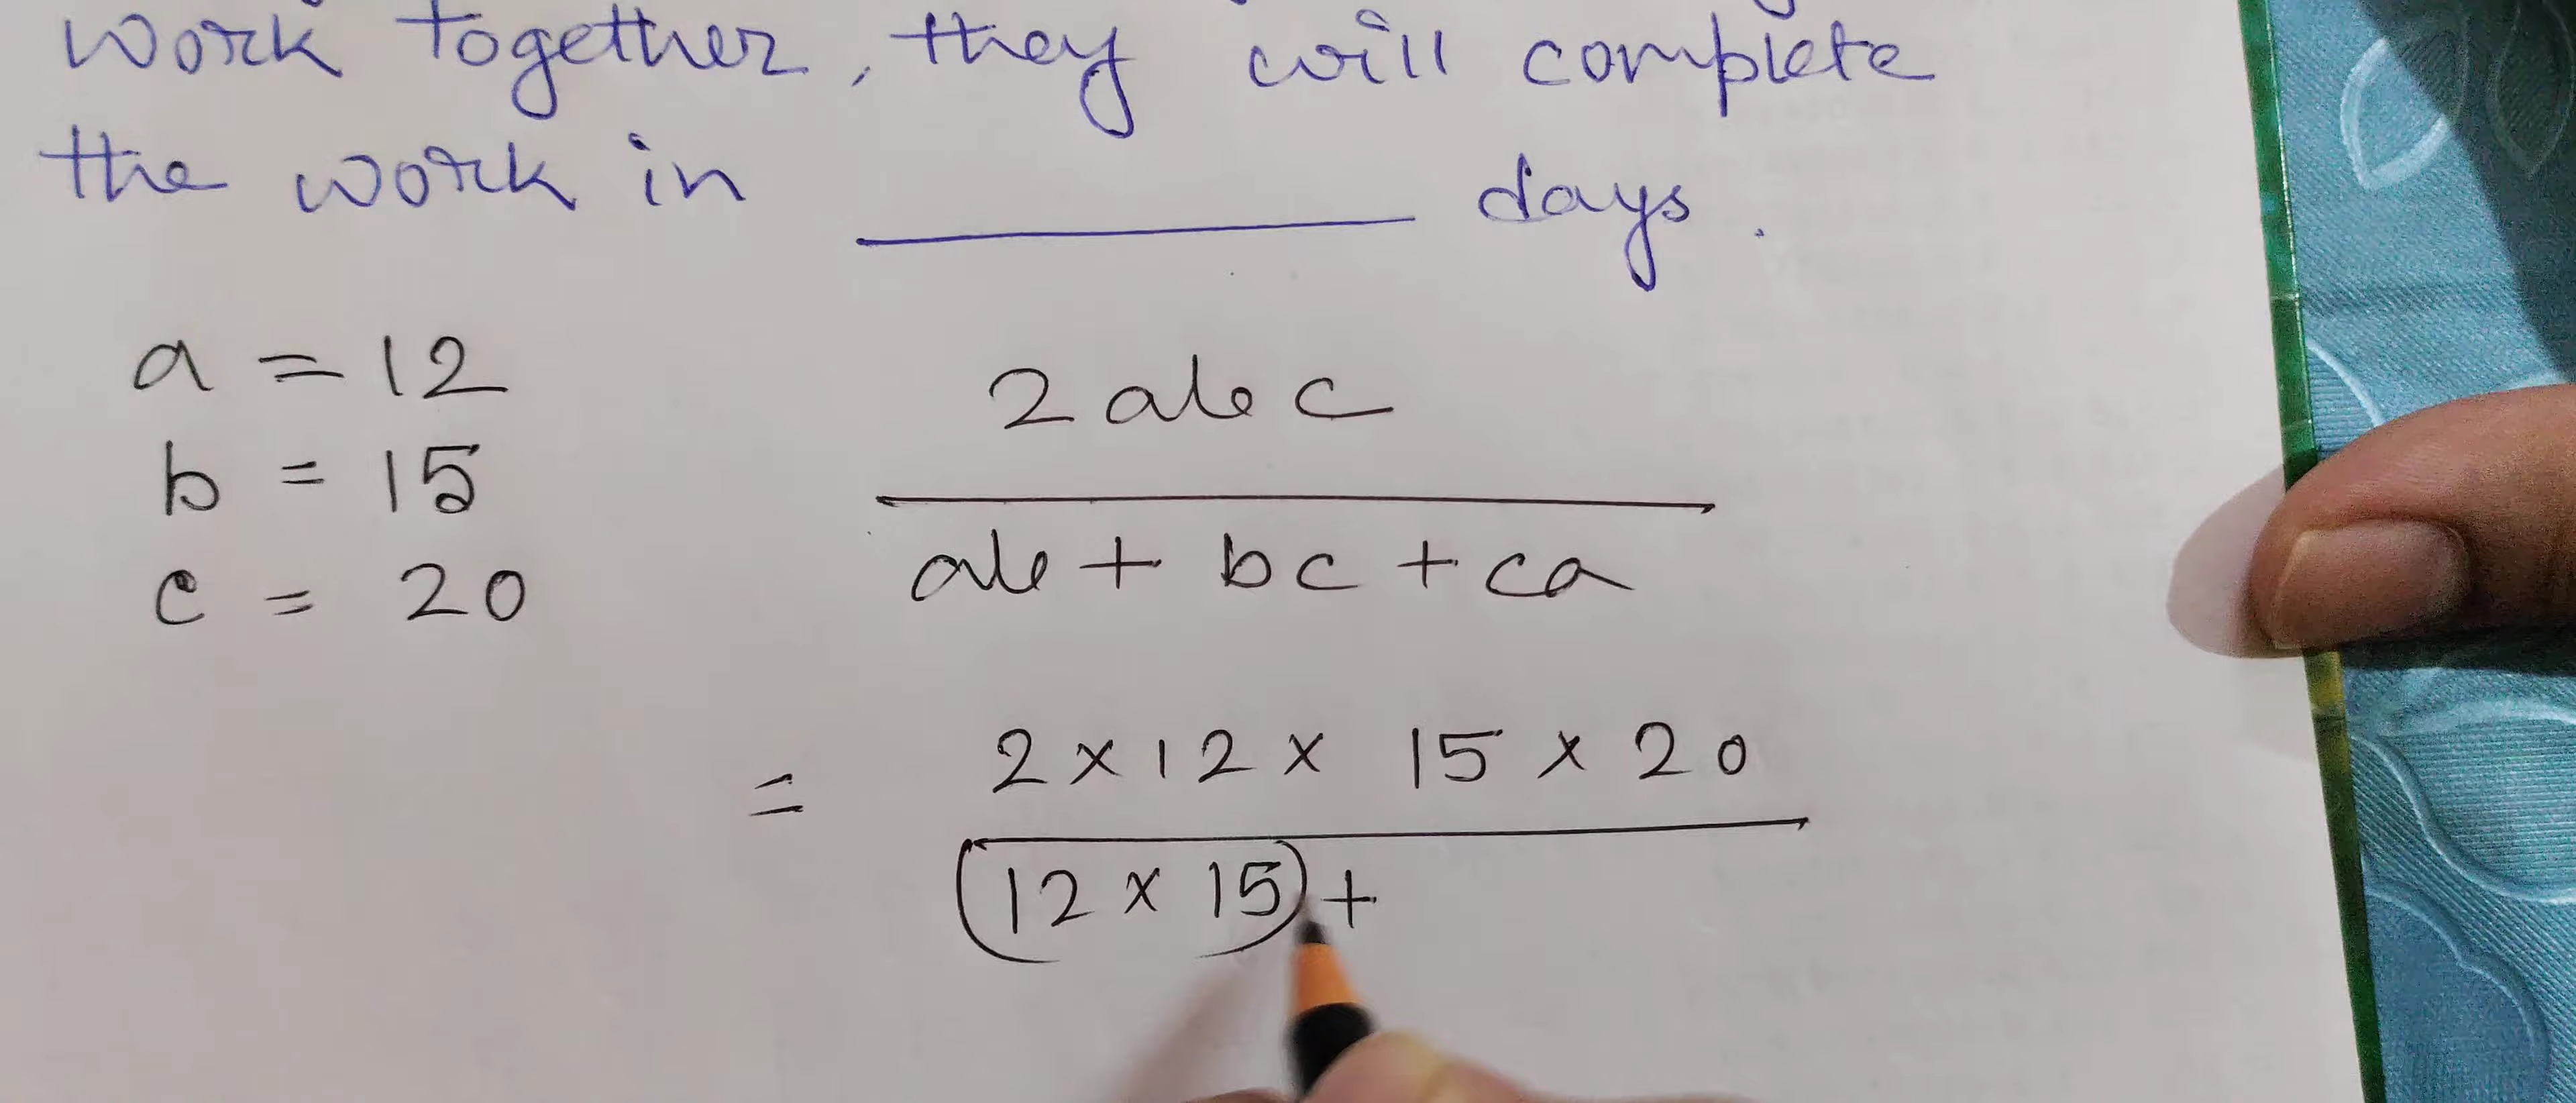 work together, they will complete
the work in ________ days.
a = 12
b = 15
c = 20
2abc
ab + bc + ca
= 2 × 12 × 15 × 20
(12 × 15) +